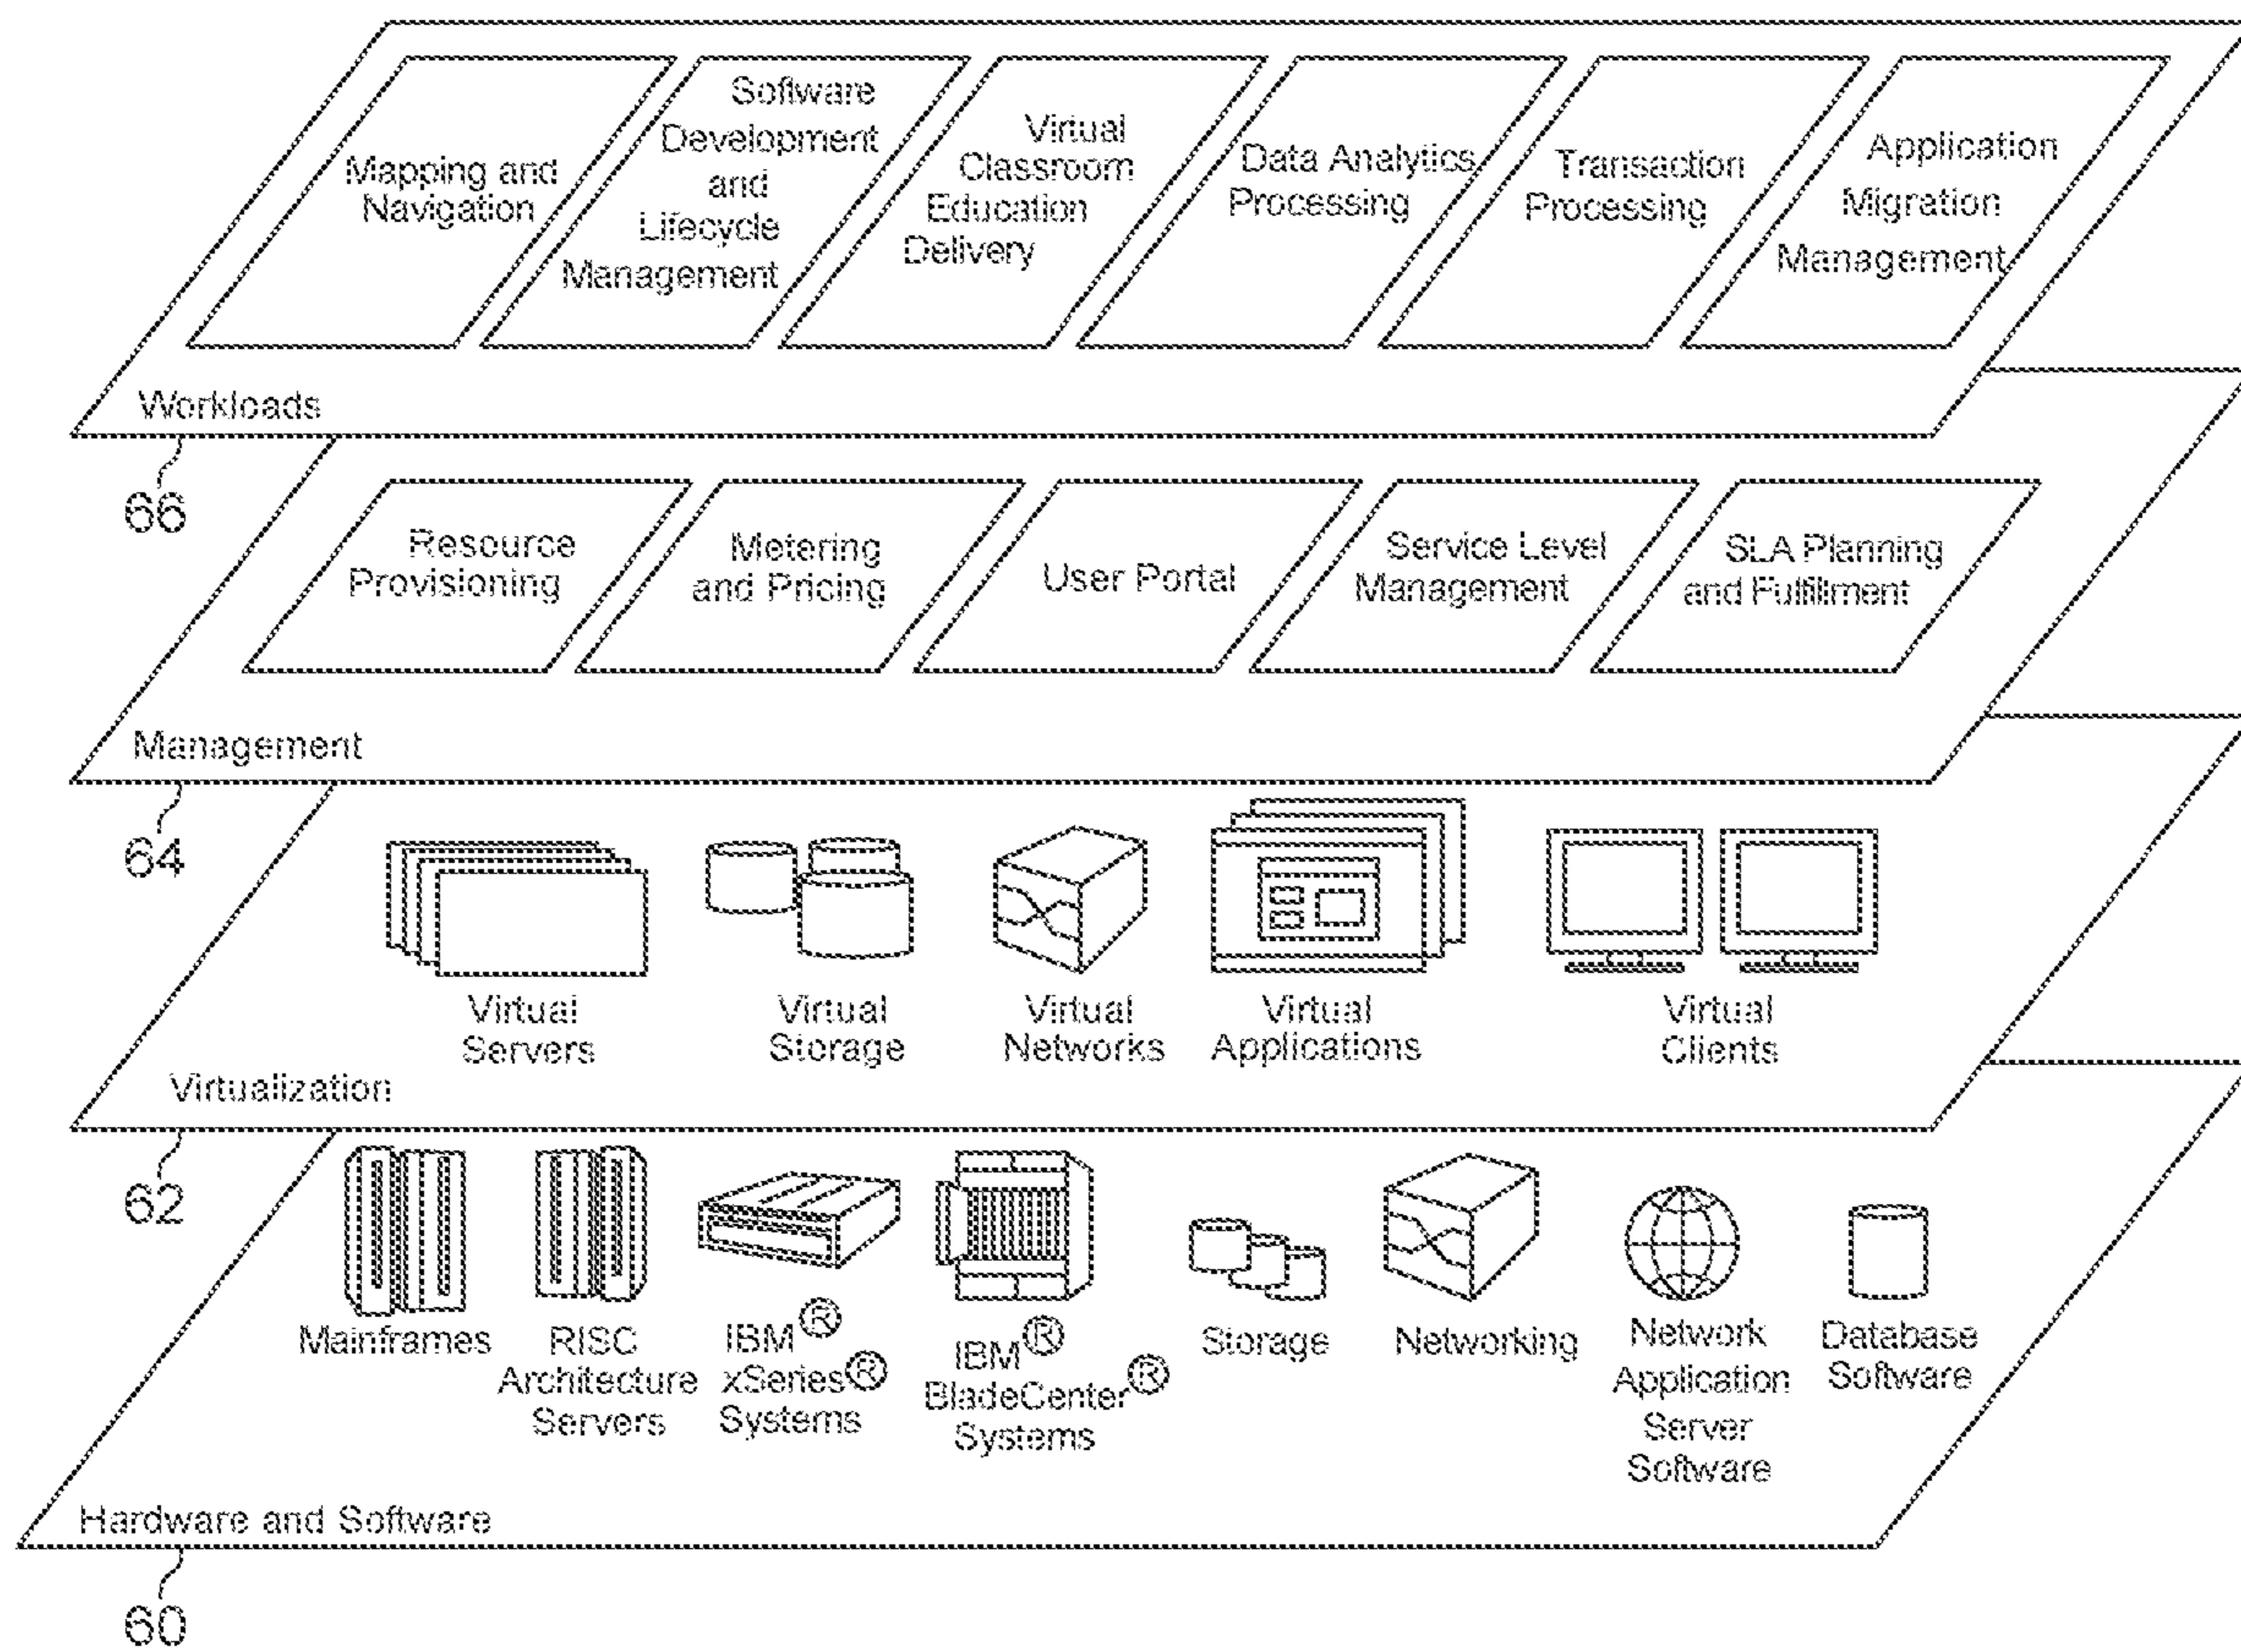 Mapping and
Navigation
Software
Development
and
Lifecycle
Management
Virtual
Classroom
Education
Delivery
Data Analytics
Processing
Transaction
Processing
Application
Migration
Management
Workloads
66
Resource
Provisioning
Metering
and Pricing
User Portal
Service Level
Management
SLA Planning
and Fulfillment
Management
64
Virtual
Servers
Virtual
Storage
Virtual
Networks
Virtual
Applications
Virtual
Clients
Virtualization
62
Mainframes
RISC
Architecture
Servers
IBM®
xSeries®
Systems
IBM®
BladeCenter®
Systems
Storage
Networking
Network
Application
Server
Software
Database
Software
Hardware and Software
60